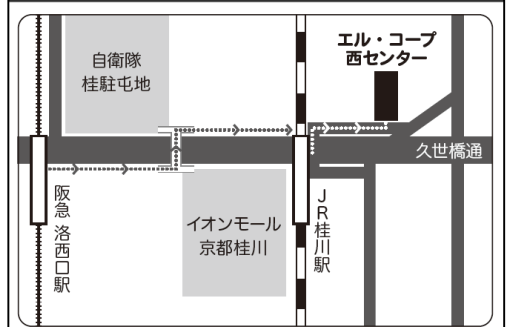 自衛隊
桂駐屯地
エル・コープ
西センター
久世橋通
阪急 洛西口駅
イオンモール
京都桂川
JR桂川駅